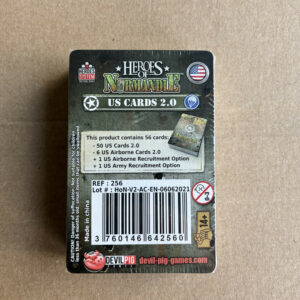 HEROES
SYSTEM
HEROES
OF
NORMANDIE
US CARDS 2.0
This product contains 56 cards:
- 50 US Cards 2.0
- 6 US Airborne Cards 2.0
+ 1 US Airborne Recruitment Option
+ 1 US Army Recruitment Option
REF : 256
Lot # : HoN-V2-AC-EN-06062021
Made in china
3 760146 642560
14+
DEVIL PIG
devil-pig-games.com